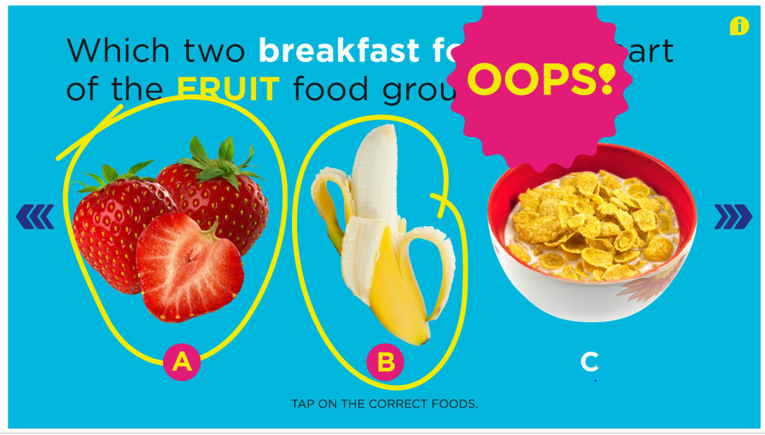 Which two breakfast fo art
of the FRUIT food grou
OOPS!
i
A
B
C
TAP ON THE CORRECT FOODS.